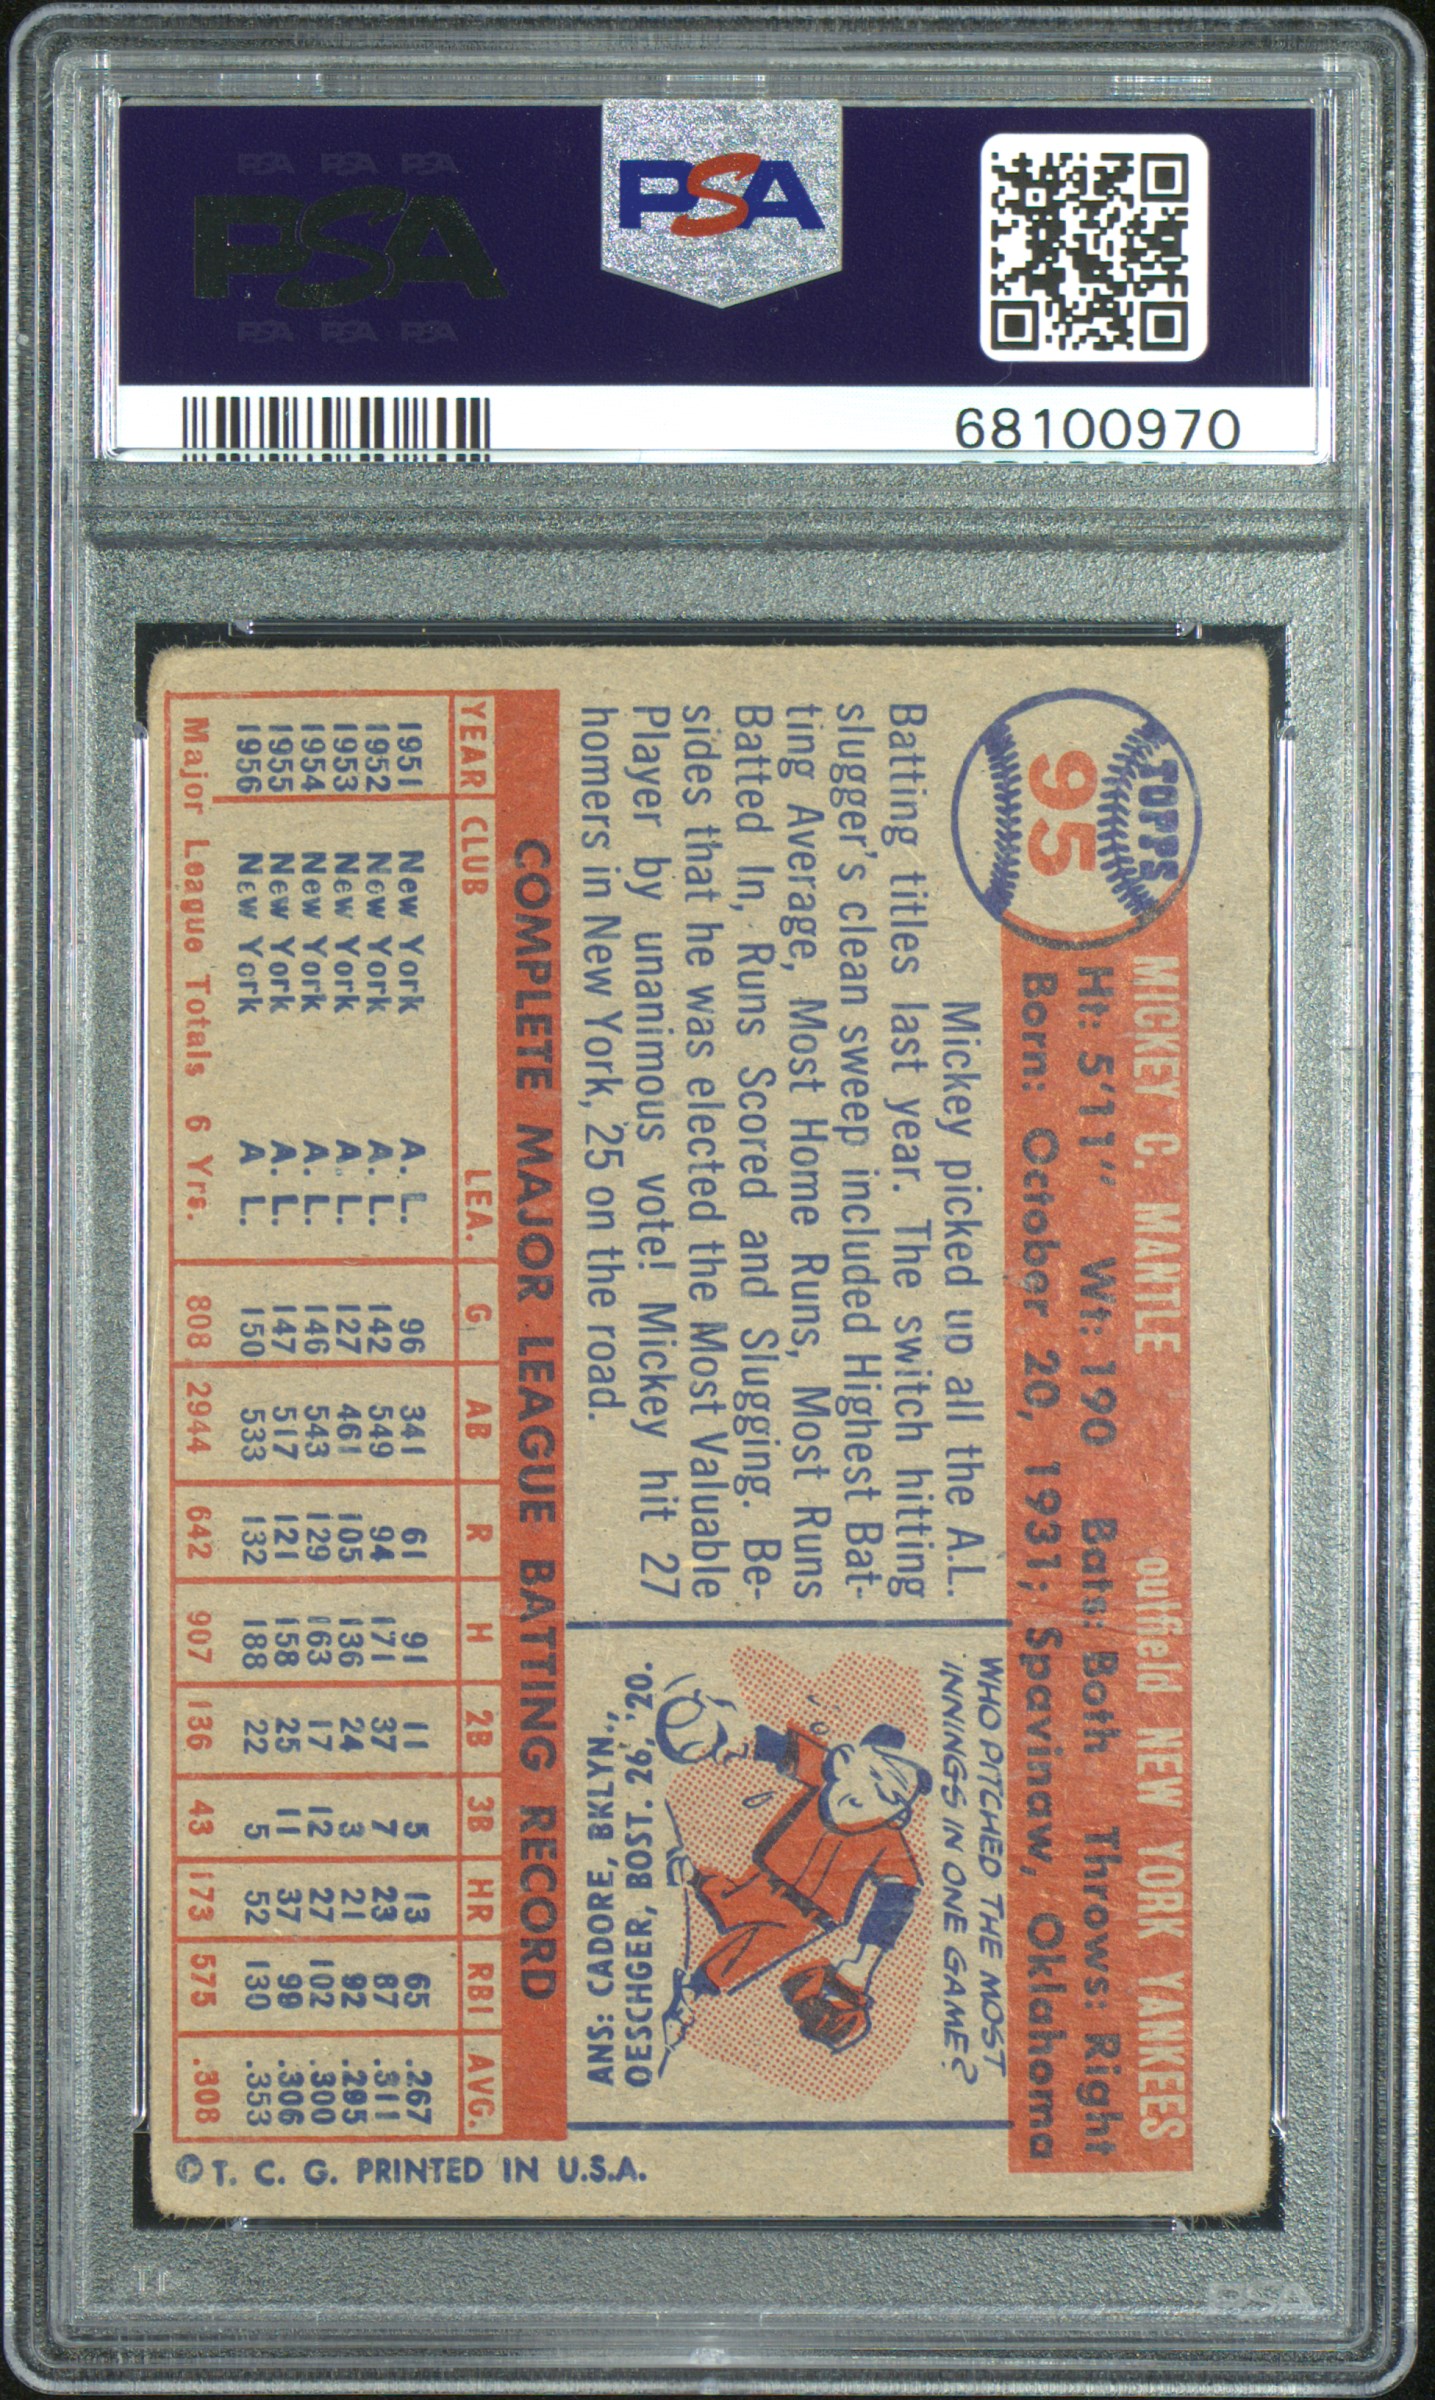 PSA PSA PSA
PSA
PSA PSA PSA
PSA
68100970
TOPPS
95
MICKEY C. MANTLE outfield NEW YORK YANKEES
Ht: 5'11" Wt: 190 Bats: Both Throws: Right
Born: October 20, 1931; Spavinaw, Oklahoma
Mickey picked up all the A.L.
Batting titles last year. The switch hitting
slugger's clean sweep included Highest Bat-
ting Average, Most Home Runs, Most Runs
Batted In, Runs Scored and Slugging. Be-
sides that he was elected the Most Valuable
Player by unanimous vote! Mickey hit 27
homers in New York, 25 on the road.
WHO PITCHED THE MOST
INNINGS IN ONE GAME?
ANS: CADORE, BKLYN.,
OESCHGER, BOST. 26, '20.
COMPLETE MAJOR LEAGUE BATTING RECORD
YEAR CLUB LEA. G AB R H 2B 3B HR RBI AVG.
1951 New York A. L. 96 341 61 91 11 5 13 65 .267
1952 New York A. L. 142 549 94 171 37 7 23 87 .311
1953 New York A. L. 127 461 105 136 24 3 21 92 .295
1954 New York A. L. 146 543 129 163 17 12 27 102 .300
1955 New York A. L. 147 517 121 158 25 11 37 99 .306
1956 New York A L. 150 533 132 188 22 5 52 130 .353
Major League Totals 6 Yrs. 808 2944 642 907 136 43 173 575 .308
© T. C. G. PRINTED IN U.S.A.
PSA